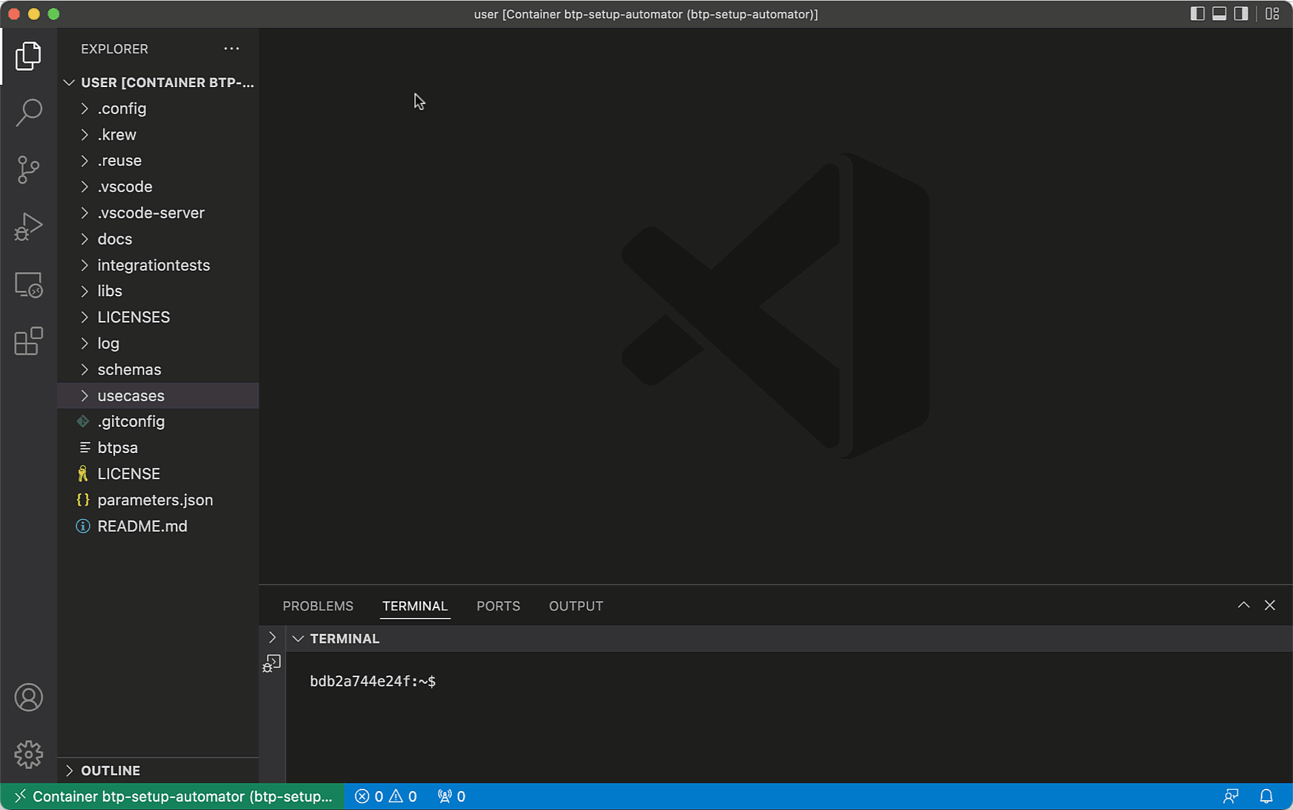 user [Container btp-setup-automator (btp-setup-automator)]
EXPLORER
USER [CONTAINER BTP-...
.config
.krew
.reuse
.vscode
.vscode-server
docs
integrationtests
libs
LICENSES
log
schemas
usecases
.gitconfig
btpsa
LICENSE
parameters.json
README.md
OUTLINE
PROBLEMS TERMINAL PORTS OUTPUT
TERMINAL
bdb2a744e24f:~$
Container btp-setup-automator (btp-setup... 0 0 0